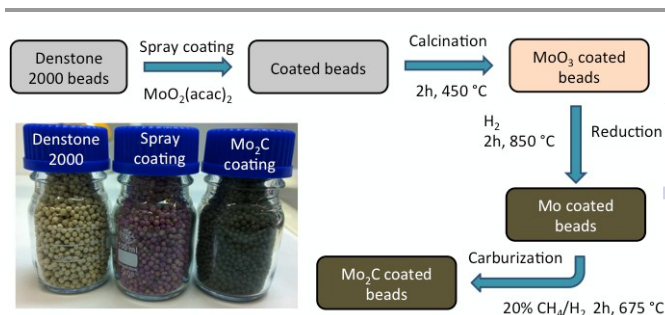 Denstone
2000 beads
Spray coating
MoO₂(acac)₂
Coated beads
Calcination
2h, 450 °C
MoO₃ coated
beads
H₂
2h, 850 °C
Reduction
Mo coated
beads
Carburization
20% CH₄/H₂ 2h, 675 °C
Mo₂C coated
beads
Denstone
2000
Spray
coating
Mo₂C
coating